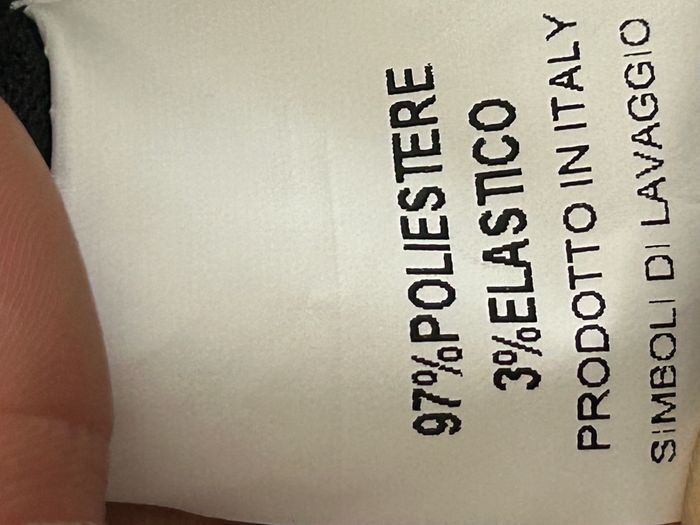 97%POLIESTERE
3%ELASTICO
PRODOTTO IN ITALY
SIMBOLI DI LAVAGGIO